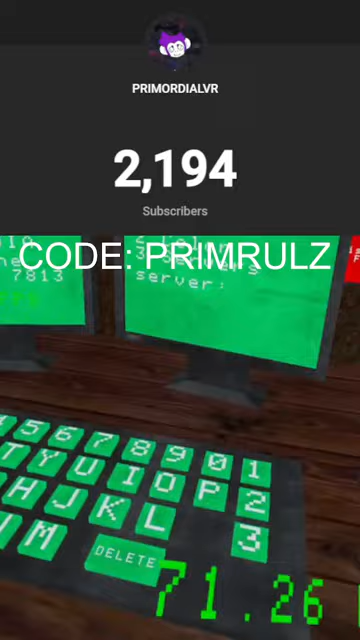 PRIMORDIALVR
2,194
Subscribers
CODE: PRIMRULZ
7813
server:
5 6 7 8 9 0 1
T Y U I O P 2
H J K L 3
M
DELETE
71.26